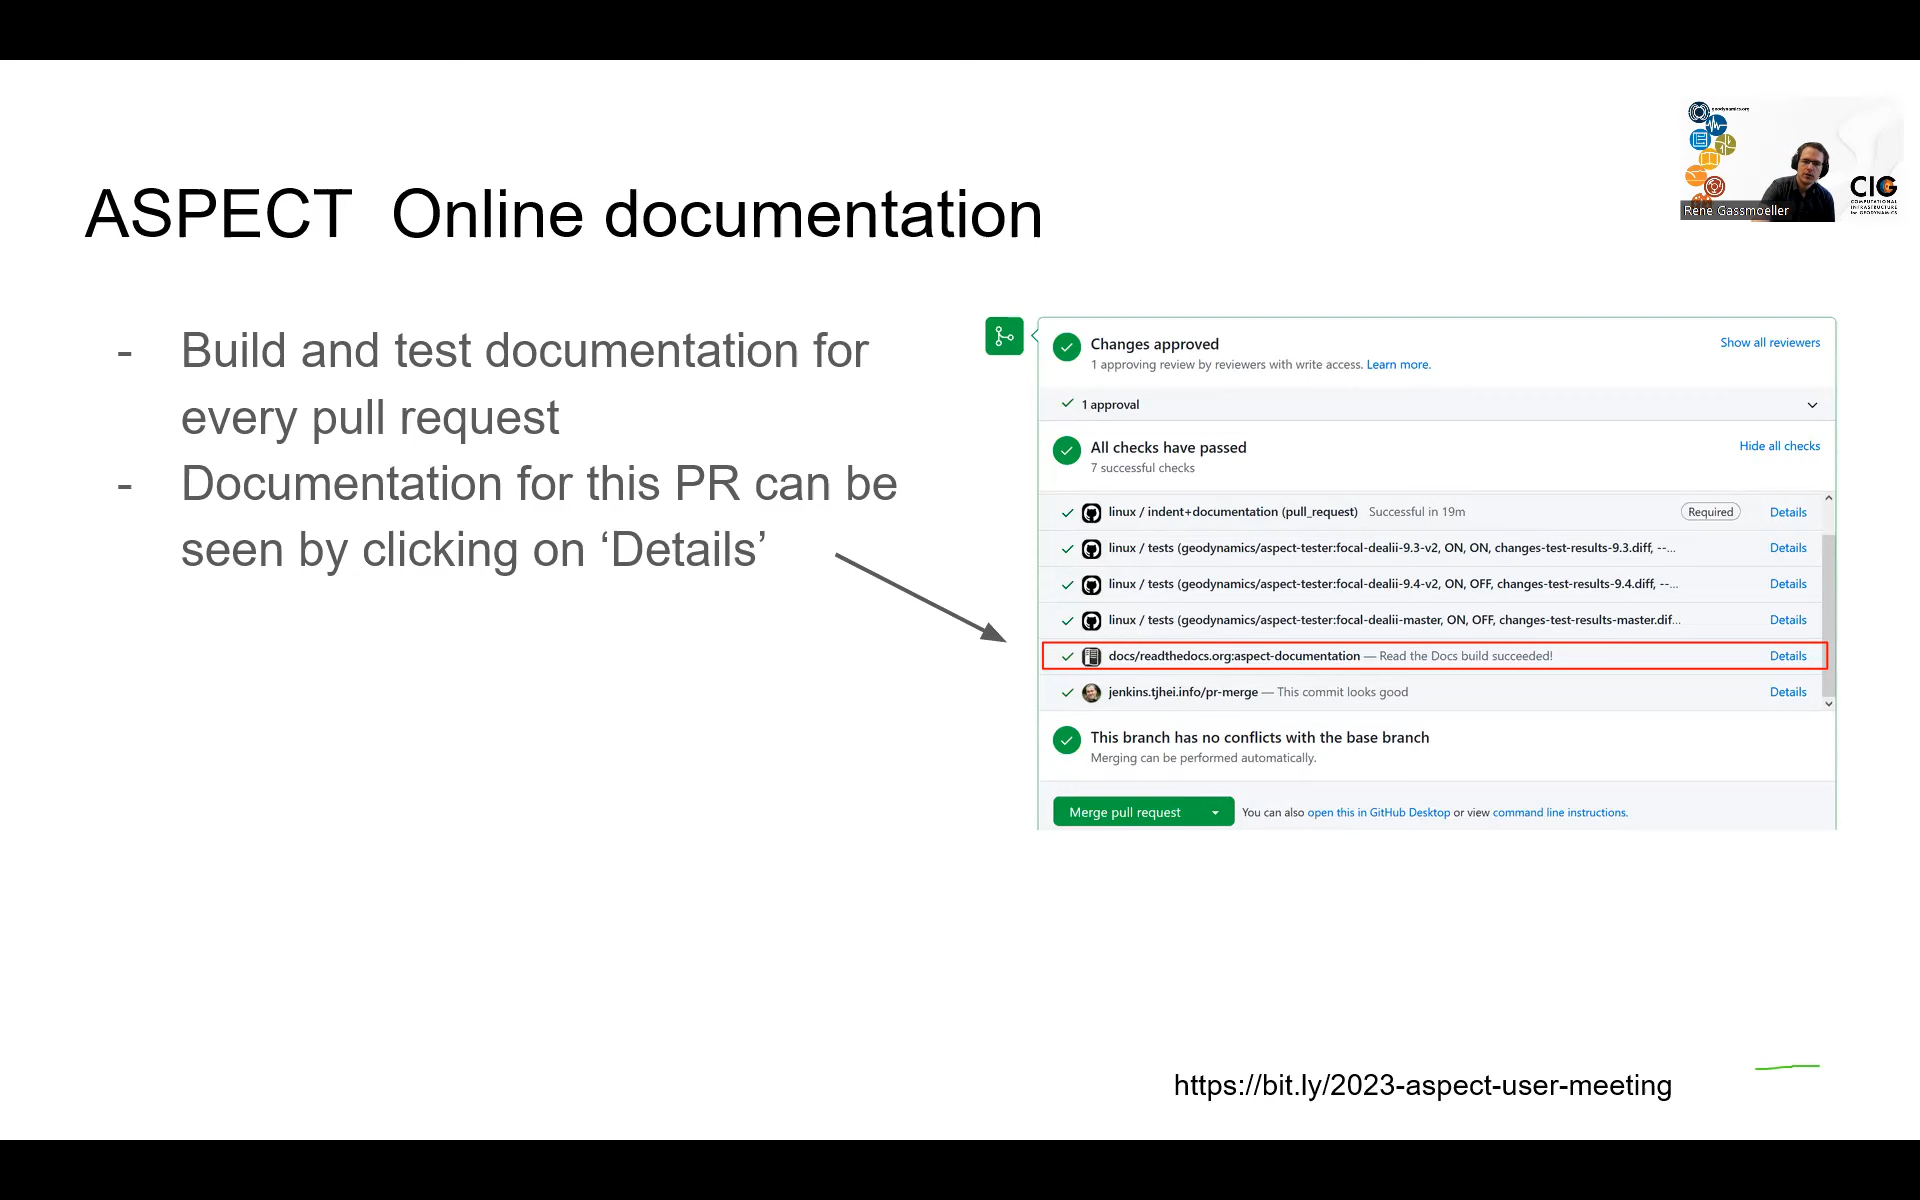 geodynamics.org
CIG
COMPUTATIONAL
INFRASTRUCTURE
for GEODYNAMICS
Rene Gassmoeller
ASPECT  Online documentation
- Build and test documentation for
every pull request
- Documentation for this PR can be
seen by clicking on ‘Details’
Changes approved
Show all reviewers
1 approving review by reviewers with write access. Learn more.
1 approval
All checks have passed
Hide all checks
7 successful checks
linux / indent+documentation (pull_request) Successful in 19m Required Details
linux / tests (geodynamics/aspect-tester:focal-dealii-9.3-v2, ON, ON, changes-test-results-9.3.diff, --... Details
linux / tests (geodynamics/aspect-tester:focal-dealii-9.4-v2, ON, OFF, changes-test-results-9.4.diff, --... Details
linux / tests (geodynamics/aspect-tester:focal-dealii-master, ON, OFF, changes-test-results-master.dif... Details
docs/readthedocs.org:aspect-documentation — Read the Docs build succeeded! Details
jenkins.tjhei.info/pr-merge — This commit looks good Details
This branch has no conflicts with the base branch
Merging can be performed automatically.
Merge pull request
You can also open this in GitHub Desktop or view command line instructions.
https://bit.ly/2023-aspect-user-meeting